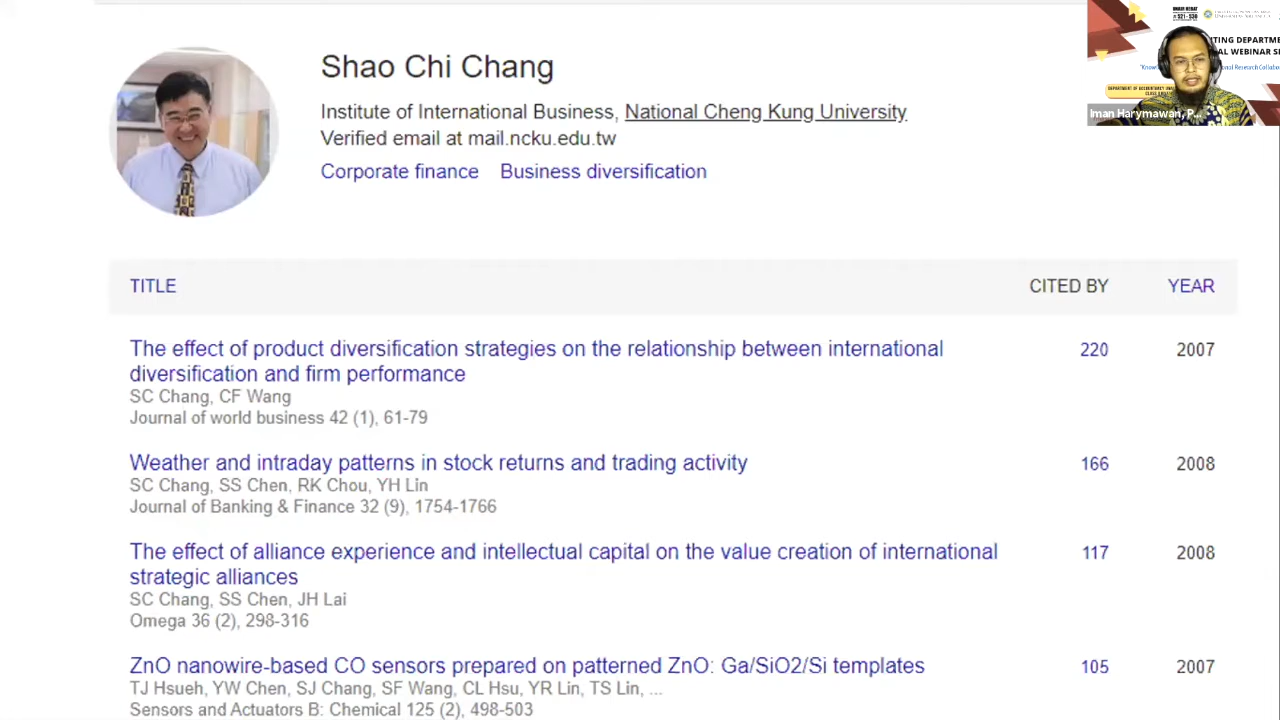 Shao Chi Chang
Institute of International Business, National Cheng Kung University
Verified email at mail.ncku.edu.tw
Corporate finance Business diversification
TING DEPARTME
AL WEBINAR SE
Iman Harymawan, P...
TITLE CITED BY YEAR
The effect of product diversification strategies on the relationship between international 220 2007
diversification and firm performance
SC Chang, CF Wang
Journal of world business 42 (1), 61-79
Weather and intraday patterns in stock returns and trading activity 166 2008
SC Chang, SS Chen, RK Chou, YH Lin
Journal of Banking & Finance 32 (9), 1754-1766
The effect of alliance experience and intellectual capital on the value creation of international 117 2008
strategic alliances
SC Chang, SS Chen, JH Lai
Omega 36 (2), 298-316
ZnO nanowire-based CO sensors prepared on patterned ZnO: Ga/SiO2/Si templates 105 2007
TJ Hsueh, YW Chen, SJ Chang, SF Wang, CL Hsu, YR Lin, TS Lin, ...
Sensors and Actuators B: Chemical 125 (2), 498-503